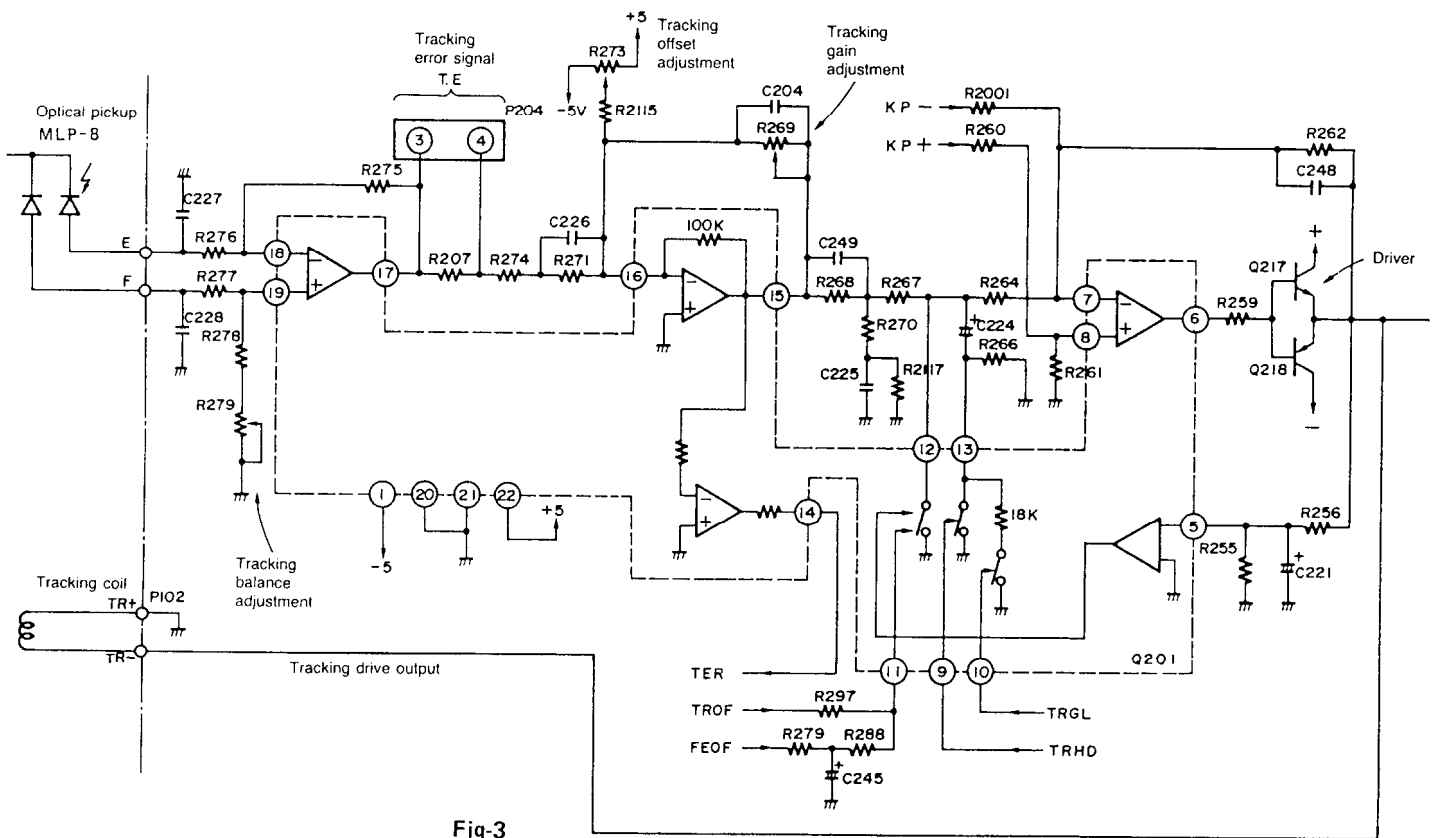 Optical pickup
MLP-8
Tracking
error signal
T.E
P204
3
4
+5
R273
-5V
R2115
Tracking
offset
adjustment
Tracking
gain
adjustment
C204
R269
KP -
R2001
KP +
R260
R262
C248
C227
R275
E
R276
18
F
R277
19
C228
R278
R279
17
R207
R274
C226
R271
16
100K
15
C249
R268
R267
R270
C225
R2117
C224
R264
R266
R261
7
8
6
R259
Q217
Q218
+
-
Driver
12
13
18K
14
5
R255
R256
C221
1
20
21
22
-5
+5
Tracking
balance
adjustment
Tracking coil
TR+
P102
TR-
Tracking drive output
11
9
10
Q201
TER
TROF
R297
TRGL
FEOF
R279
R288
TRHD
C245
Fig-3